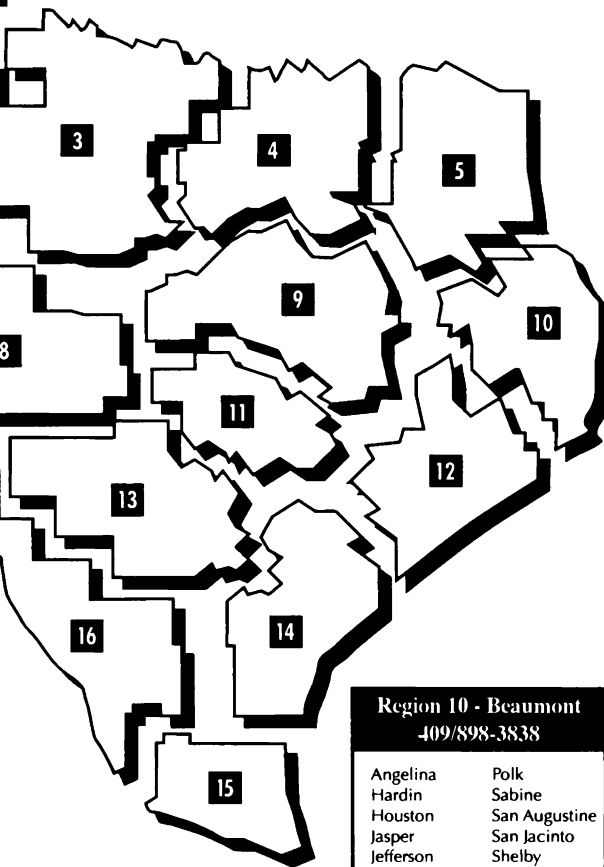 3
4
5
9
10
8
11
12
13
14
16
15
Region 10 - Beaumont
409/898-3838
Angelina Polk
Hardin Sabine
Houston San Augustine
Jasper San Jacinto
Jefferson Shelby